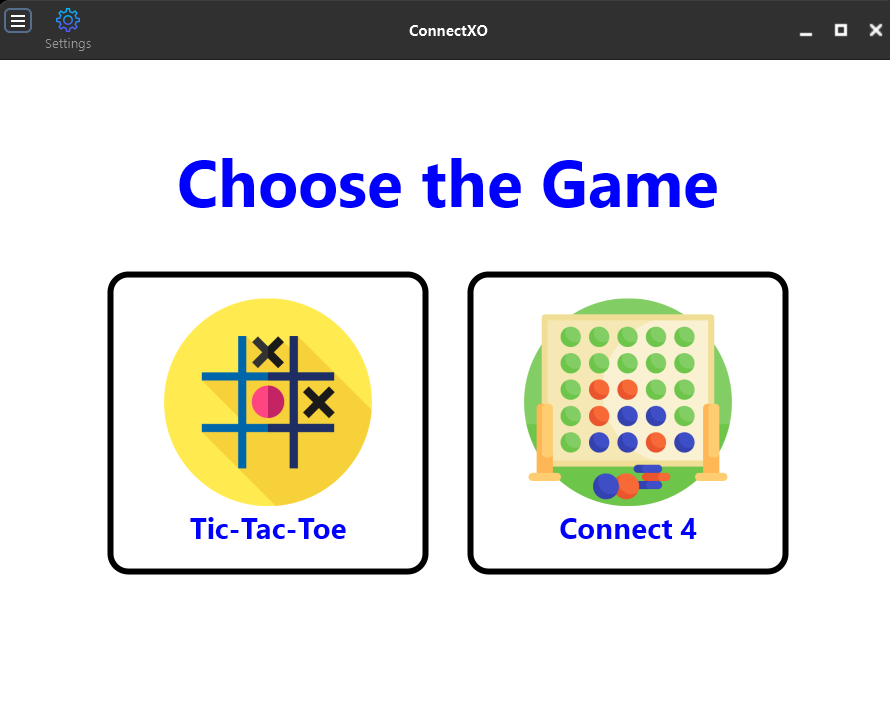 ConnectXO
Settings
Choose the Game
Tic-Tac-Toe
Connect 4